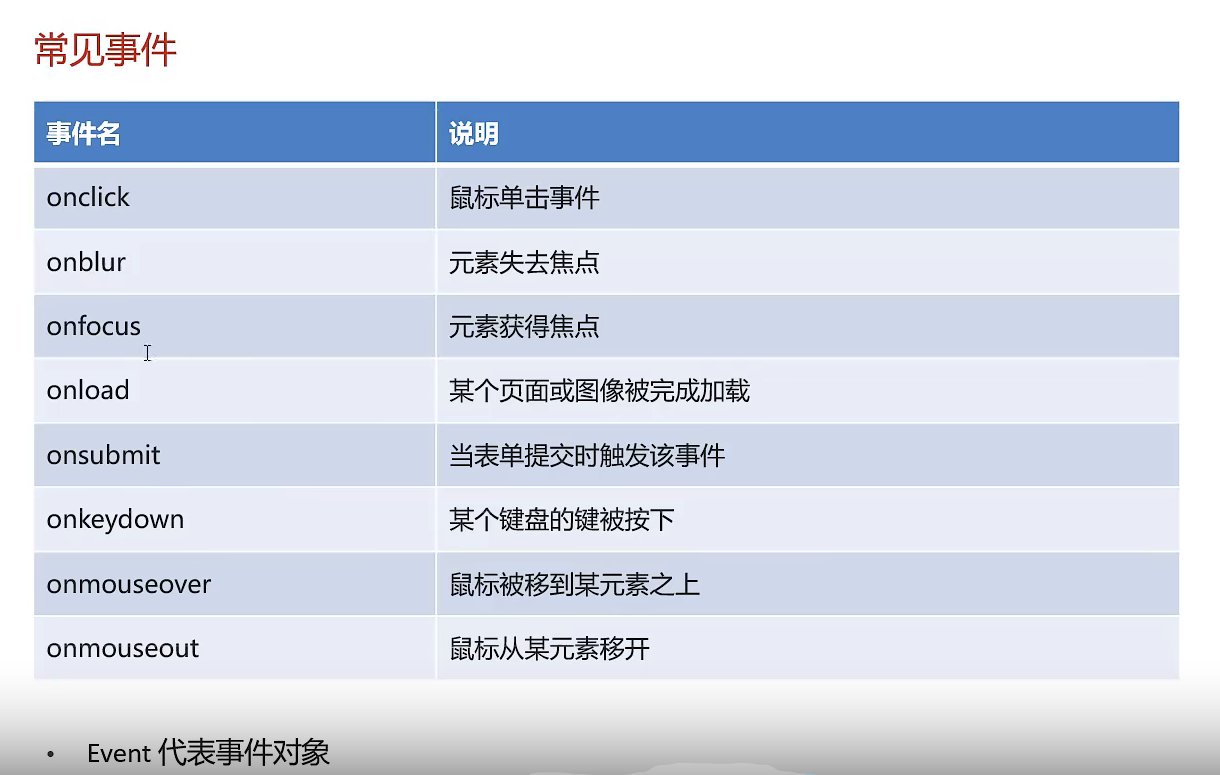 常见事件
事件名 说明
onclick 鼠标单击事件
onblur 元素失去焦点
onfocus 元素获得焦点
onload 某个页面或图像被完成加载
onsubmit 当表单提交时触发该事件
onkeydown 某个键盘的键被按下
onmouseover 鼠标被移到某元素之上
onmouseout 鼠标从某元素移开
• Event 代表事件对象